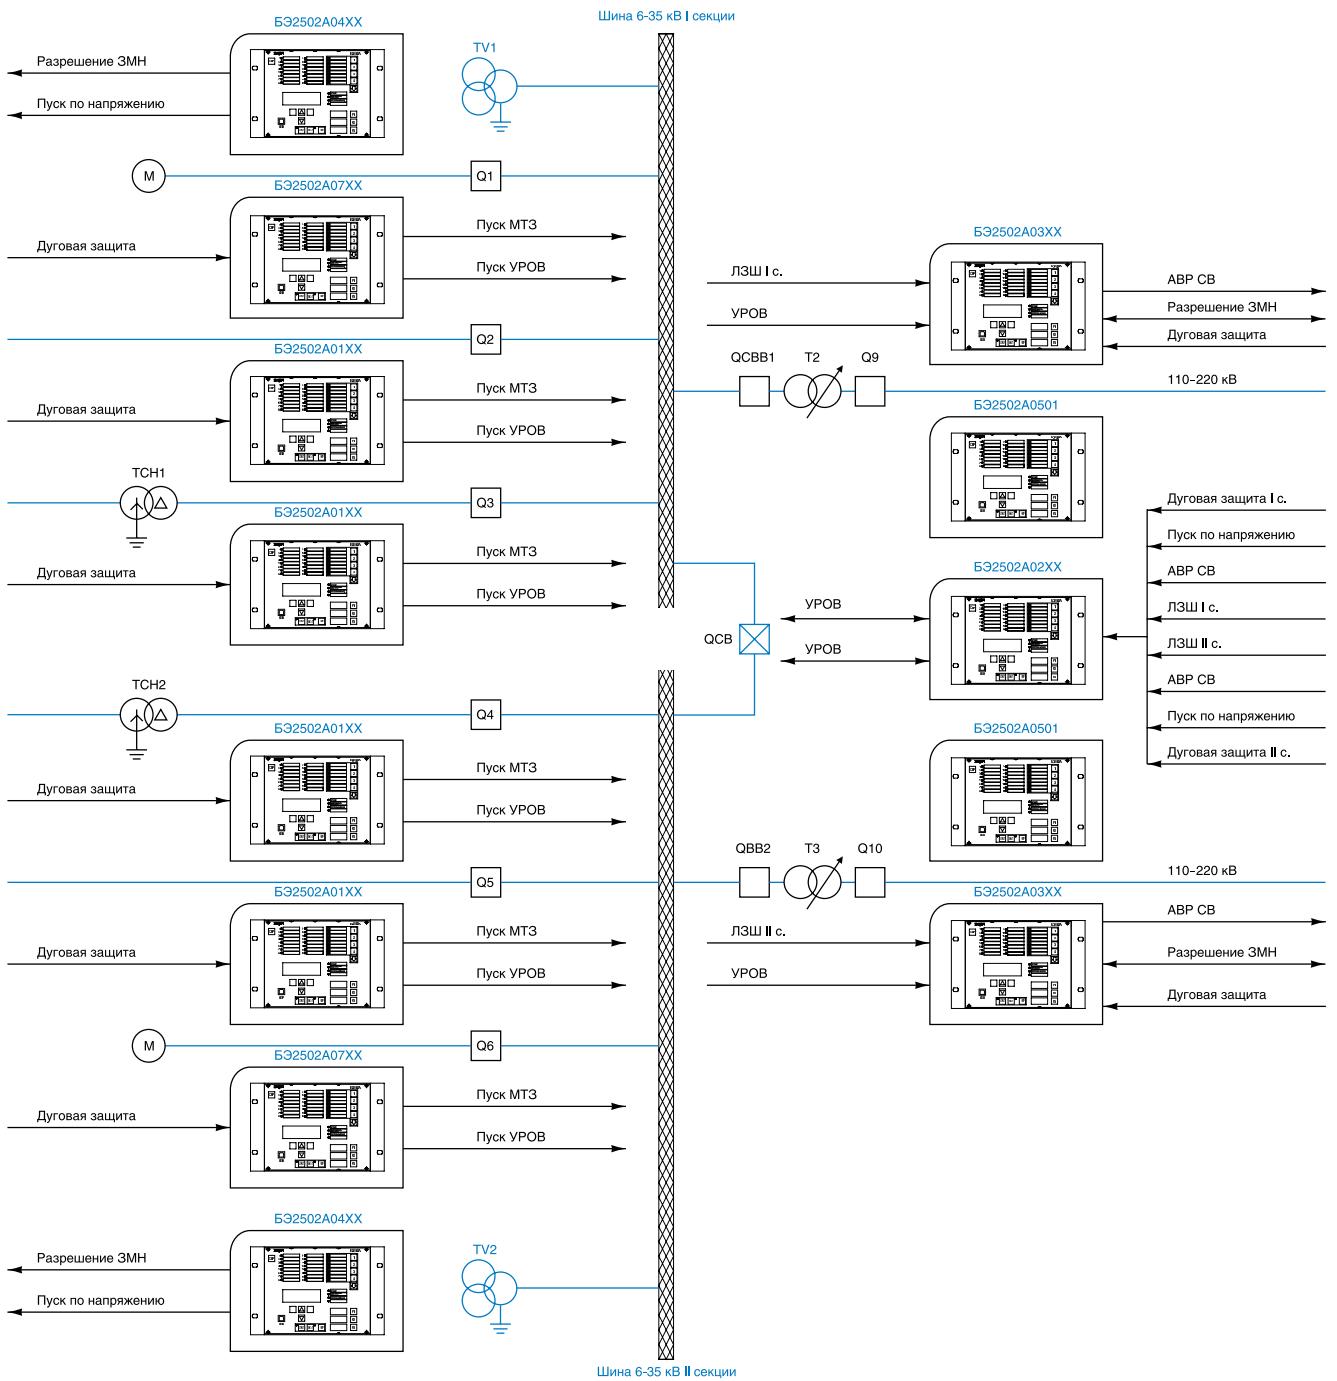 Шина 6-35 кВ I секции
БЭ2502А04ХХ
Разрешение ЗМН
Пуск по напряжению
TV1
М
Q1
БЭ2502А07ХХ
Дуговая защита
Пуск МТЗ
Пуск УРОВ
Q2
БЭ2502А01ХХ
Дуговая защита
Пуск МТЗ
Пуск УРОВ
ТСН1
Q3
БЭ2502А01ХХ
Дуговая защита
Пуск МТЗ
Пуск УРОВ
ТСН2
Q4
БЭ2502А01ХХ
Дуговая защита
Пуск МТЗ
Пуск УРОВ
Q5
БЭ2502А01ХХ
Дуговая защита
Пуск МТЗ
Пуск УРОВ
М
Q6
БЭ2502А07ХХ
Дуговая защита
Пуск МТЗ
Пуск УРОВ
БЭ2502А04ХХ
Разрешение ЗМН
Пуск по напряжению
TV2
БЭ2502А03ХХ
ЛЗШ I с.
УРОВ
АВР СВ
Разрешение ЗМН
Дуговая защита
QCВВ1
Т2
Q9
110-220 кВ
БЭ2502А0501
Дуговая защита I с.
Пуск по напряжению
АВР СВ
ЛЗШ I с.
ЛЗШ II с.
АВР СВ
Пуск по напряжению
Дуговая защита II с.
БЭ2502А02ХХ
QCВ
УРОВ
УРОВ
БЭ2502А0501
QВВ2
Т3
Q10
110-220 кВ
БЭ2502А03ХХ
ЛЗШ II с.
УРОВ
АВР СВ
Разрешение ЗМН
Дуговая защита
Шина 6-35 кВ II секции